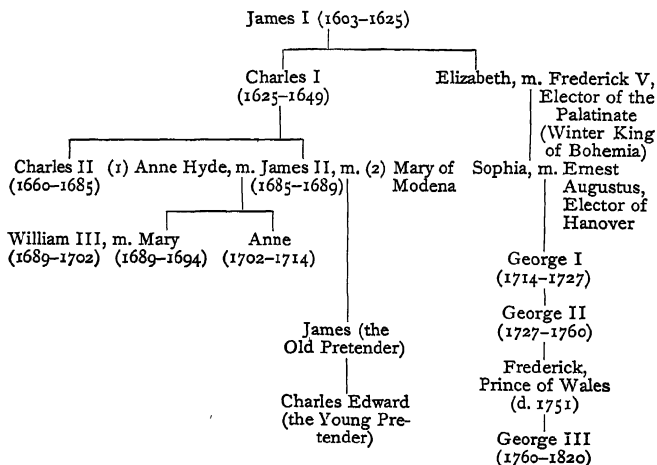 James I (1603–1625)
Charles I
(1625–1649)
Elizabeth, m. Frederick V,
Elector of the
Palatinate
(Winter King
of Bohemia)
Charles II (1) Anne Hyde, m. James II, m. (2) Mary of
(1660–1685) (1685–1689) Modena
Sophia, m. Ernest
Augustus,
Elector of
Hanover
William III, m. Mary Anne
(1689–1702) (1689–1694) (1702–1714)
George I
(1714–1727)
George II
(1727–1760)
James (the
Old Pretender)
Frederick,
Prince of Wales
(d. 1751)
Charles Edward
(the Young Pre-
tender)
George III
(1760–1820)